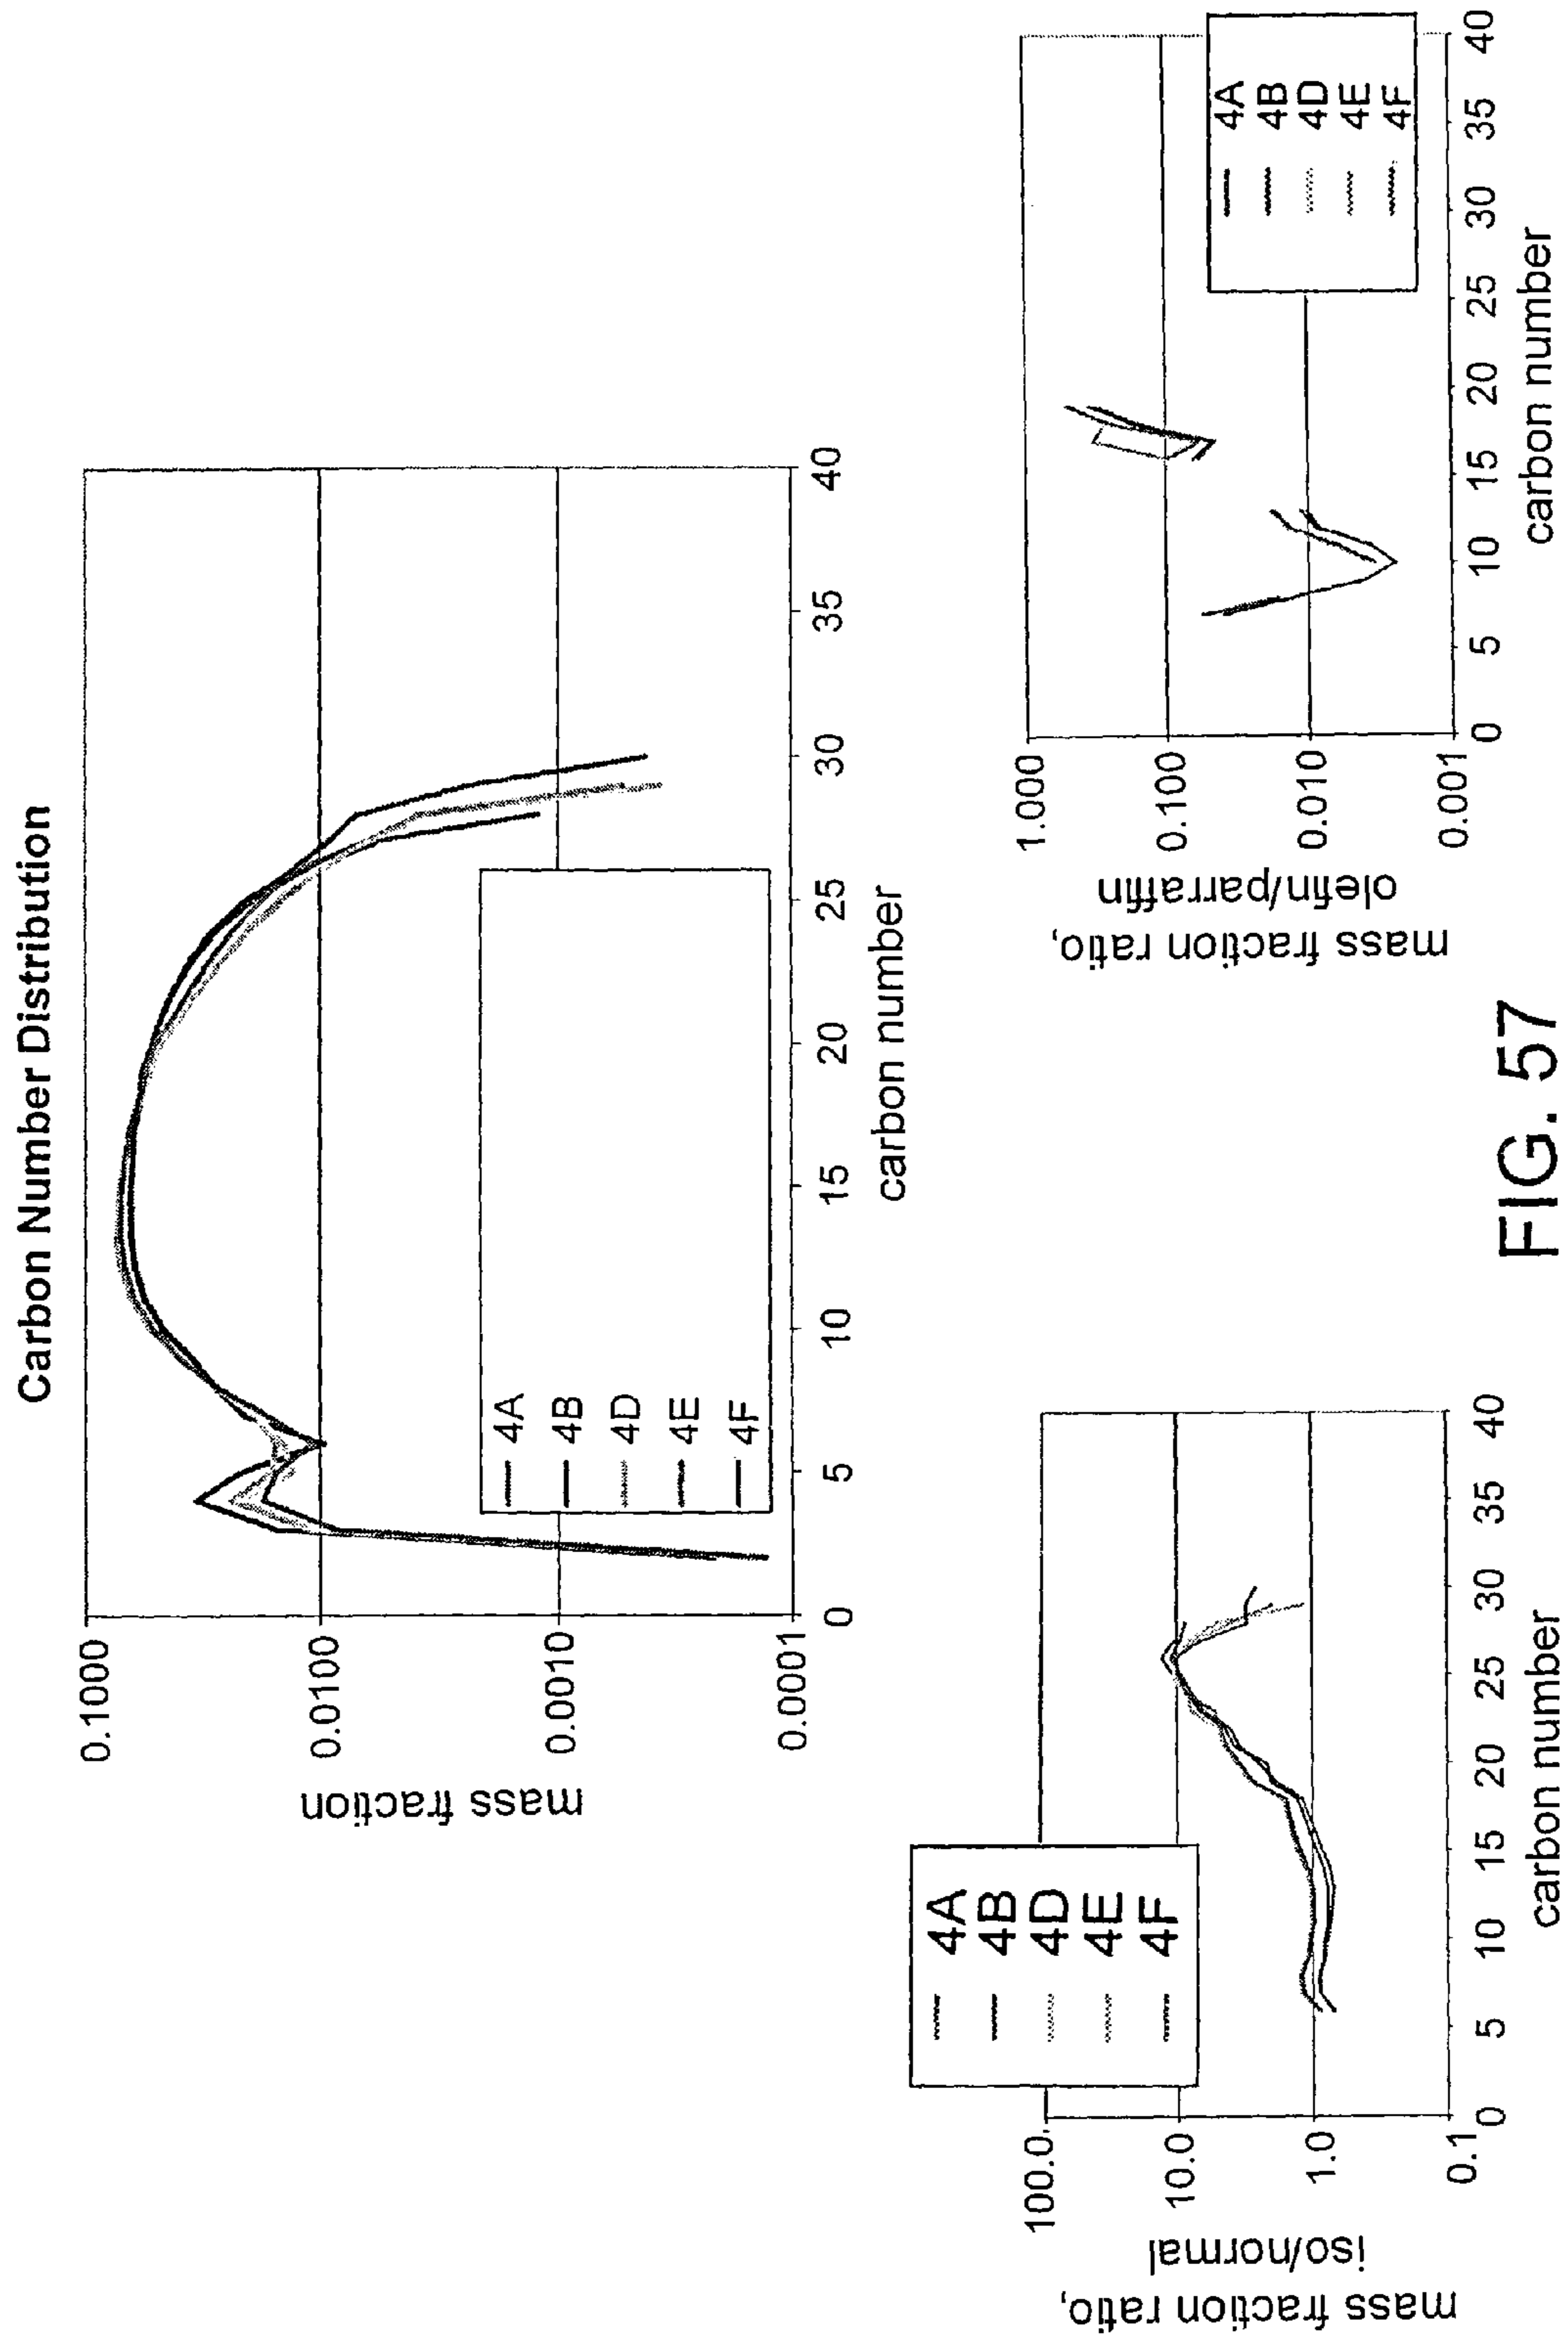 Carbon Number Distribution
mass fraction
0.1000
0.0100
0.0010
0.0001
4A
4B
4D
4E
4F
0 5 10 15 20 25 30 35 40
carbon number
mass fraction ratio,
iso/normal
100.0
10.0
1.0
0.1
4A
4B
4D
4E
4F
0 5 10 15 20 25 30 35 40
carbon number
mass fraction ratio,
olefin/parraffin
1.000
0.100
0.010
0.001
4A
4B
4D
4E
4F
0 5 10 15 20 25 30 35 40
carbon number
FIG. 57